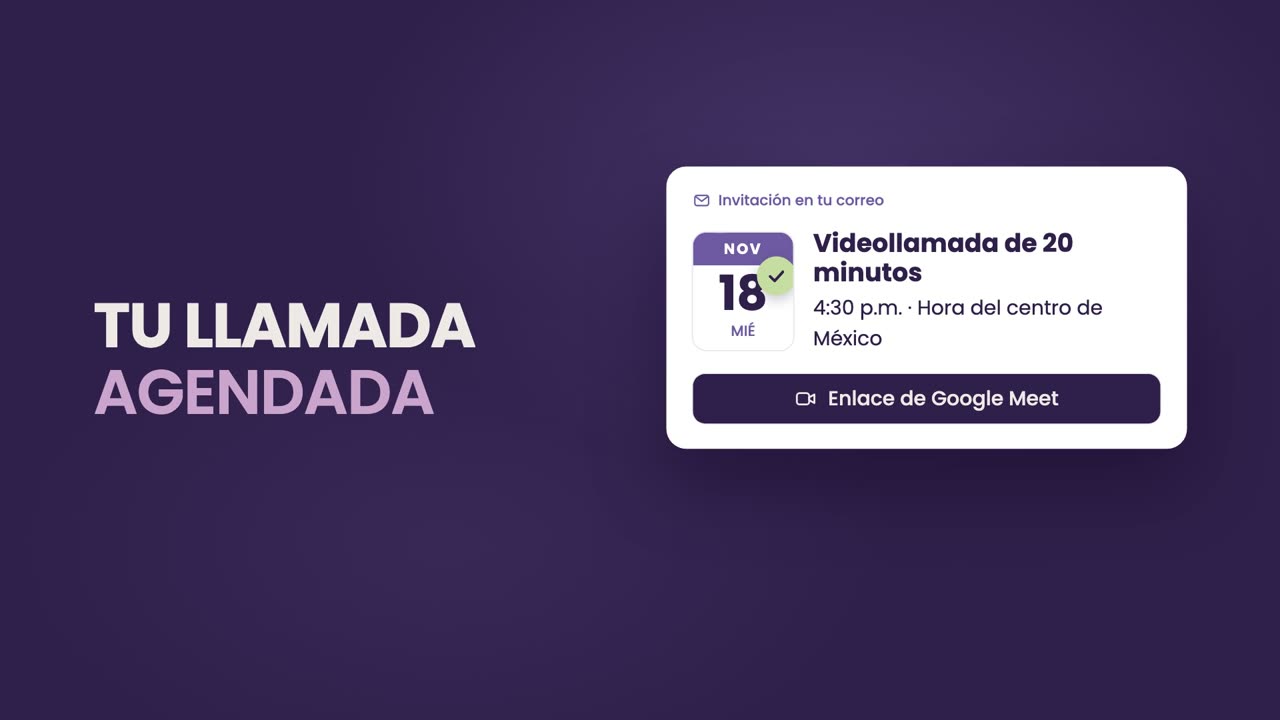 TU LLAMADA
AGENDADA
Invitación en tu correo
NOV
18
MIÉ
Videollamada de 20
minutos
4:30 p.m. · Hora del centro de
México
Enlace de Google Meet